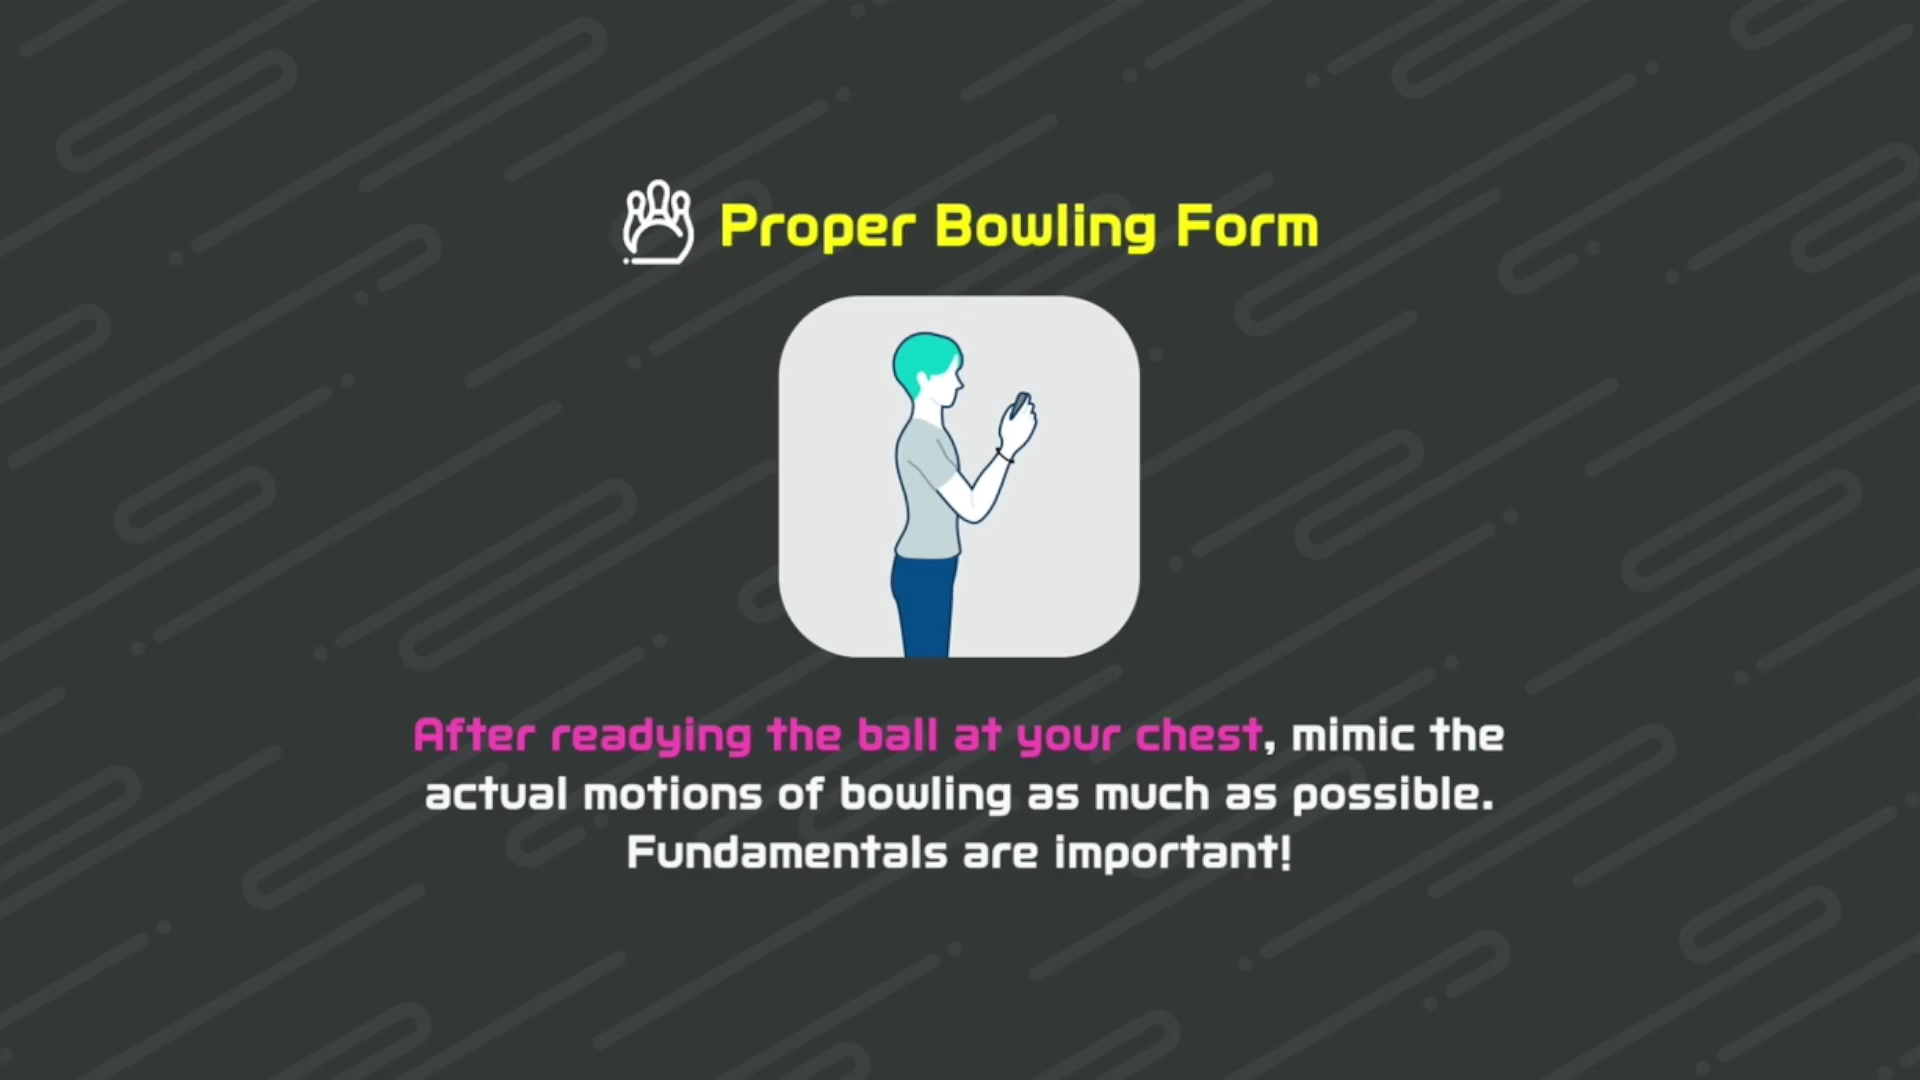 Proper Bowling Form
After readying the ball at your chest, mimic the
actual motions of bowling as much as possible.
Fundamentals are important!